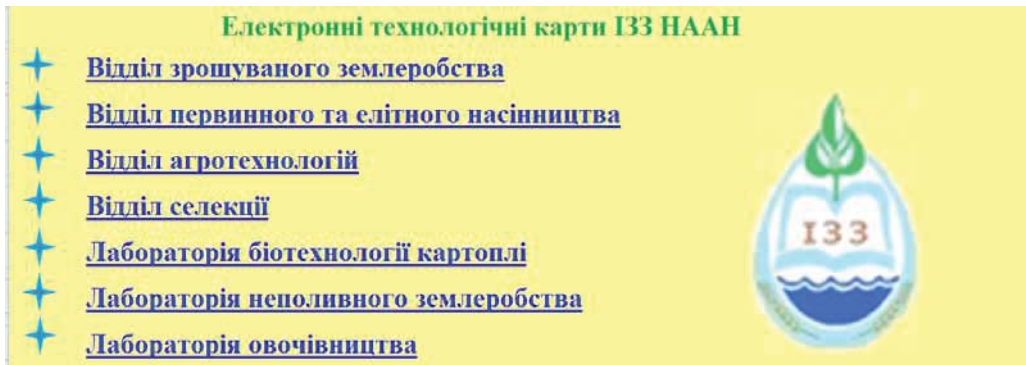 Електронні технологічні карти ІЗЗ НААН
Відділ зрошуваного землеробства
Відділ первинного та елітного насінництва
Відділ агротехнологій
Відділ селекції
Лабораторія біотехнології картоплі
Лабораторія неполивного землеробства
Лабораторія овочівництва
ІЗЗ